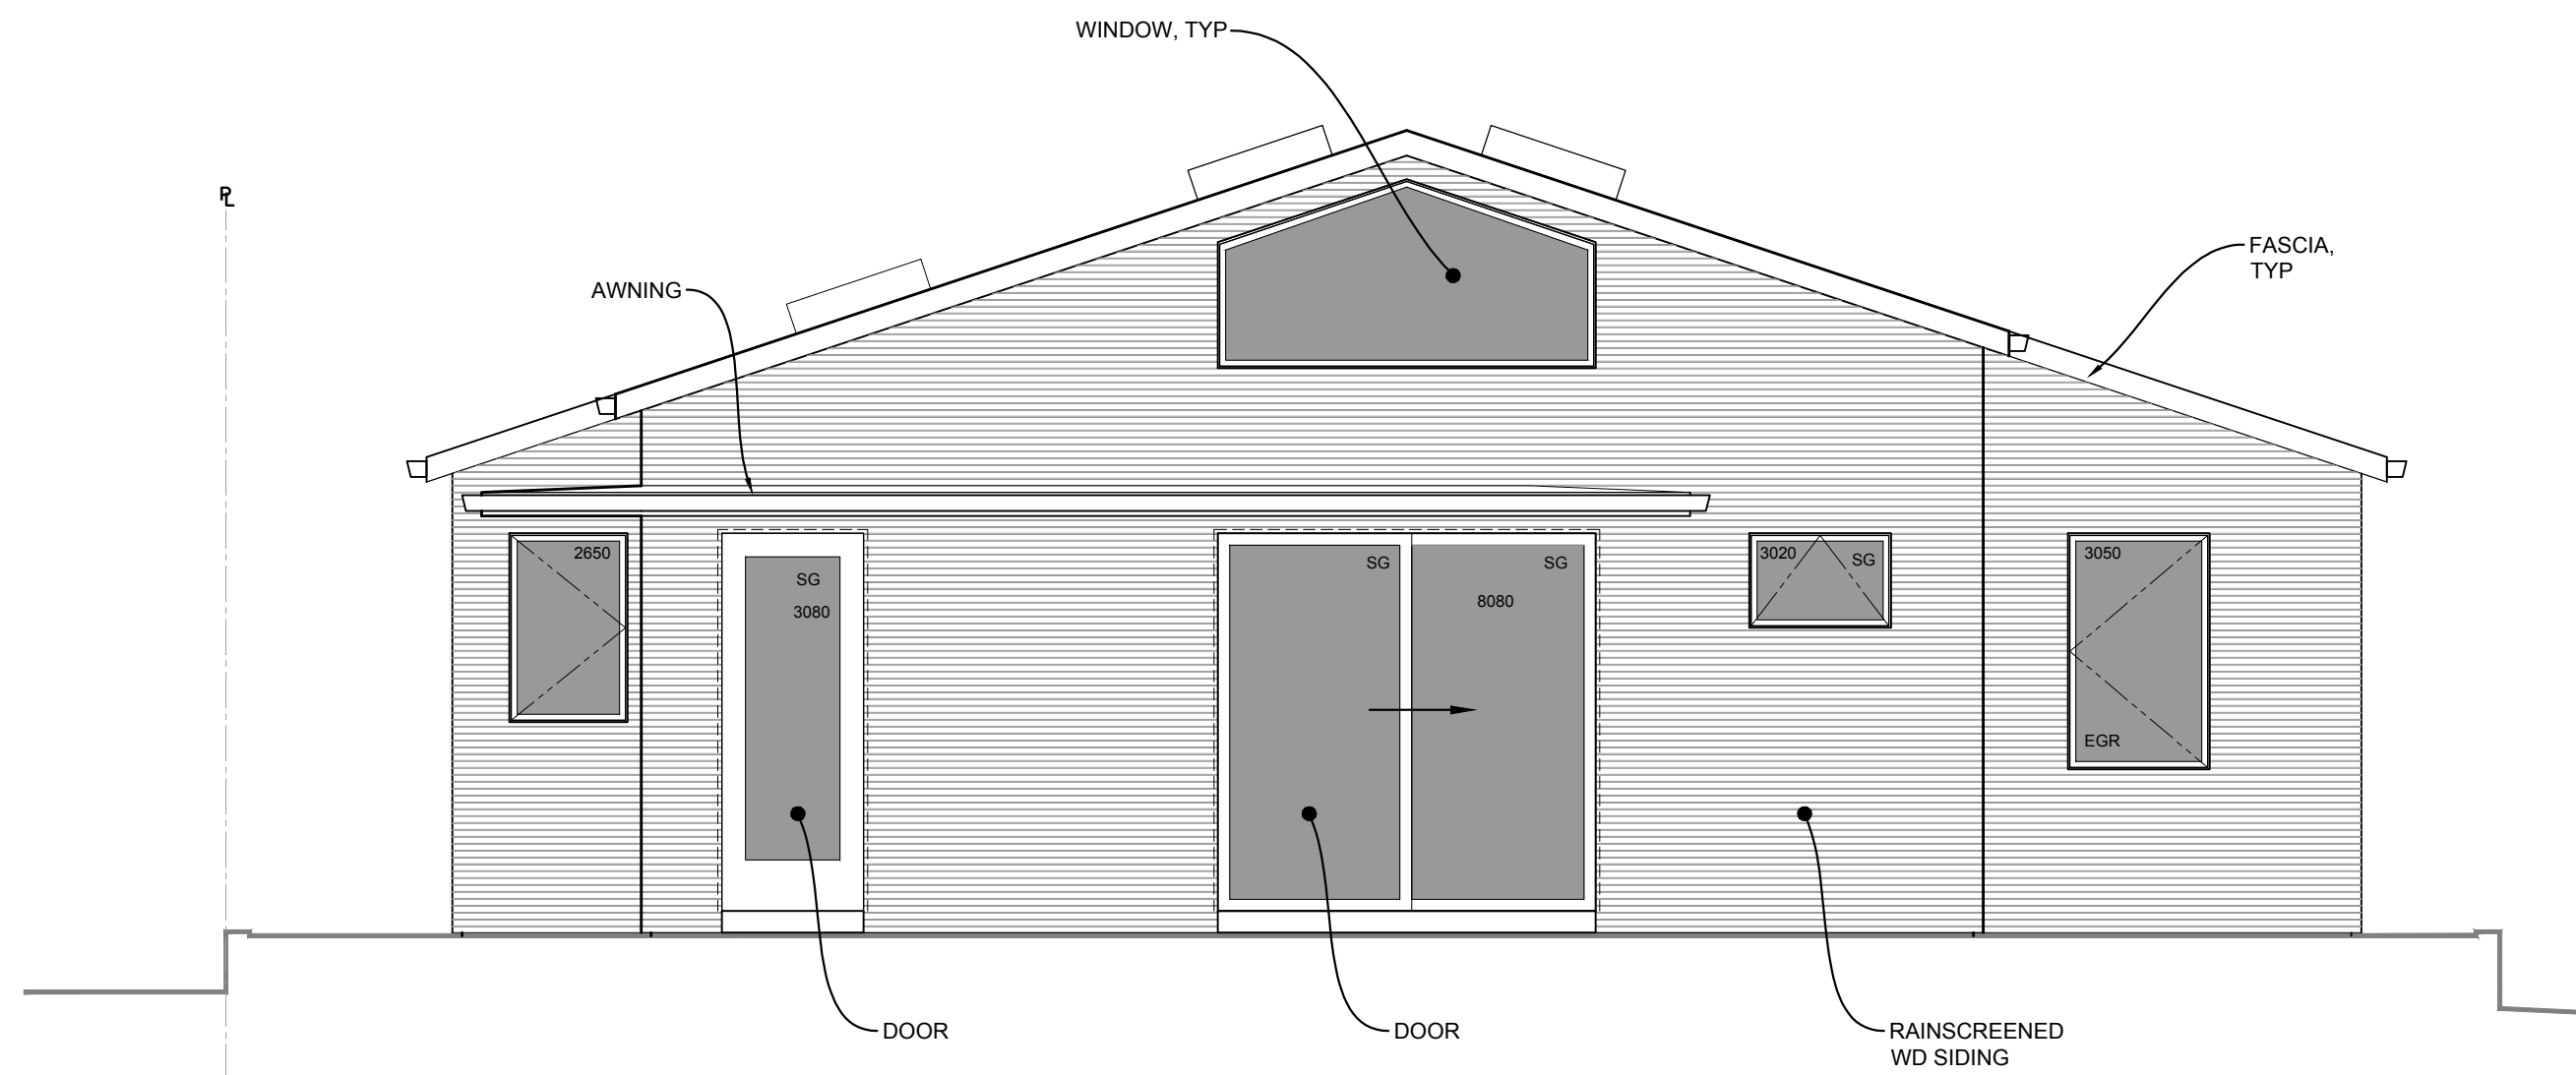 WINDOW, TYP
PL
FASCIA,
TYP
AWNING
2650
SG
3080
SG
SG
8080
3020
SG
3050
EGR
DOOR
DOOR
RAINSCREENED
WD SIDING